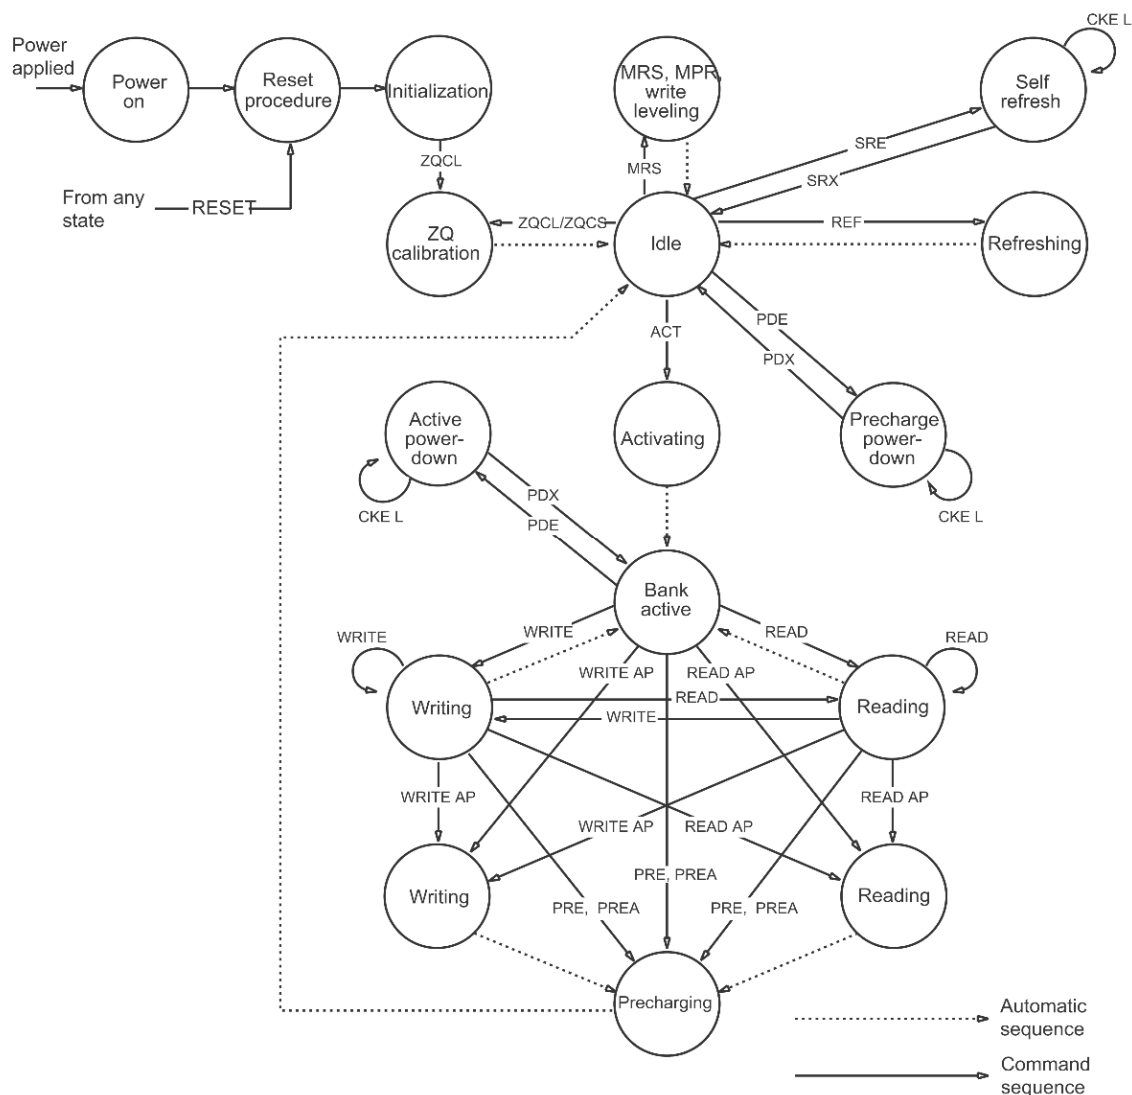 CKE L
Power
applied
Power
on
Reset
procedure
Initialization
MRS, MPR,
write
leveling
Self
refresh
SRE
ZQCL
MRS
SRX
From any
state
RESET
ZQCL/ZQCS
REF
ZQ
calibration
Idle
Refreshing
PDE
ACT
PDX
Active
power-
down
Activating
Precharge
power-
down
PDX
CKE L
PDE
CKE L
Bank
active
WRITE
WRITE
READ
READ
WRITE AP
READ AP
READ
Writing
Reading
WRITE
WRITE AP
READ AP
WRITE AP
READ AP
PRE, PREA
Writing
Reading
PRE, PREA
PRE, PREA
Precharging
Automatic
sequence
Command
sequence